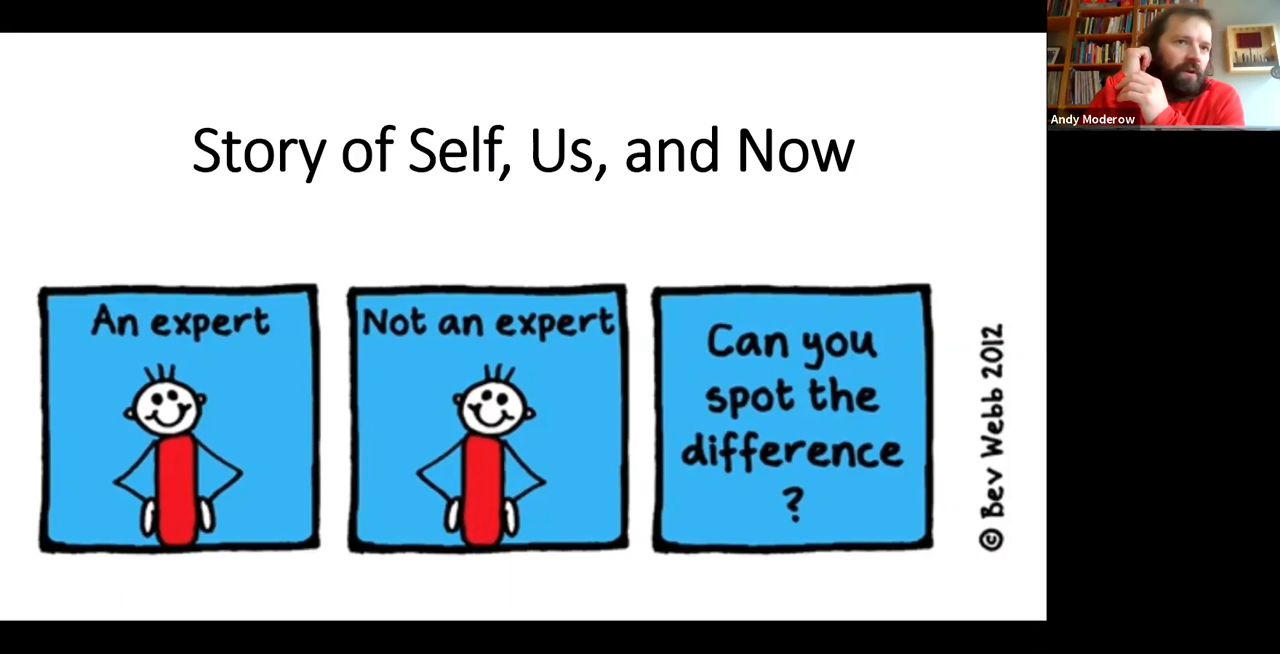 Story of Self, Us, and Now
An expert
Not an expert
Can you
spot the
difference
?
© Bev Webb 2012
Andy Moderow